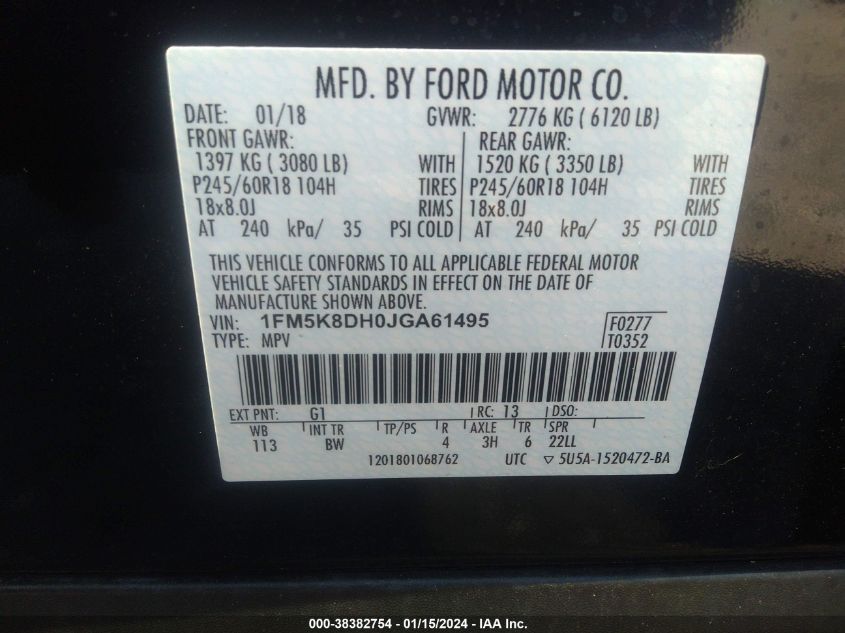 MFD. BY FORD MOTOR CO.
DATE: 01/18 GVWR: 2776 KG ( 6120 LB)
FRONT GAWR: REAR GAWR:
1397 KG ( 3080 LB) WITH 1520 KG ( 3350 LB) WITH
P245/60R18 104H TIRES P245/60R18 104H TIRES
18x8.0J RIMS 18x8.0J RIMS
AT 240 kPa/ 35 PSI COLD AT 240 kPa/ 35 PSI COLD
THIS VEHICLE CONFORMS TO ALL APPLICABLE FEDERAL MOTOR
VEHICLE SAFETY STANDARDS IN EFFECT ON THE DATE OF
MANUFACTURE SHOWN ABOVE.
VIN: 1FM5K8DH0JGA61495 F0277
TYPE: MPV T0352
EXT PNT: G1 RC: 13 DSO:
WB INT TR TP/PS R AXLE TR SPR
113 BW 4 3H 6 22LL
1201801068762 UTC ▽ 5U5A-1520472-BA
000-38382754 - 01/15/2024 - IAA Inc.